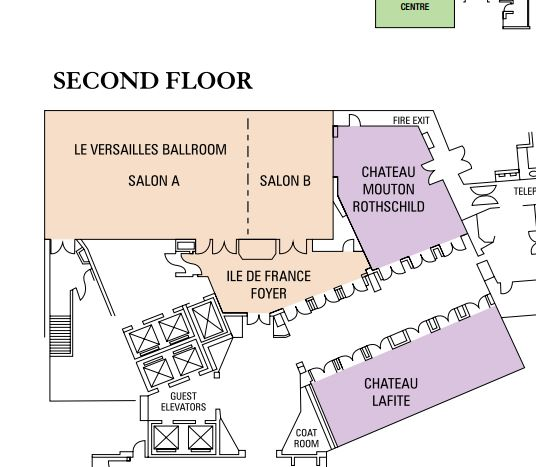 CENTRE
SECOND FLOOR
FIRE EXIT
LE VERSAILLES BALLROOM
SALON A
SALON B
CHATEAU
MOUTON
ROTHSCHILD
ILE DE FRANCE
FOYER
CHATEAU
LAFITE
GUEST
ELEVATORS
COAT
ROOM